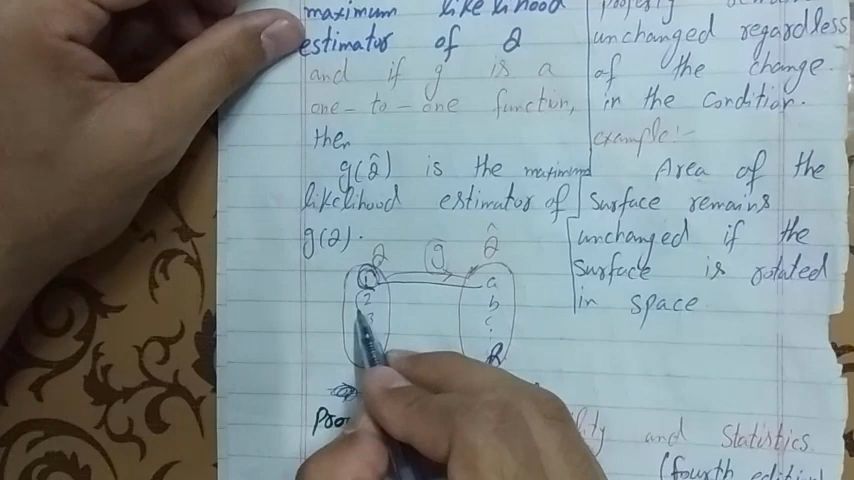 maximum likelihood
estimator of θ
and if g is a
one-to-one function,
then
g(θ̂) is the maximum
likelihood estimator of
g(θ).
unchanged regardless
of the change
in the condition.
example:-
Area of the
surface remains
unchanged if the
surface is rotated
in space
θ g θ̂
1 a
2 b
3 c
and Statistics
(fourth edition)